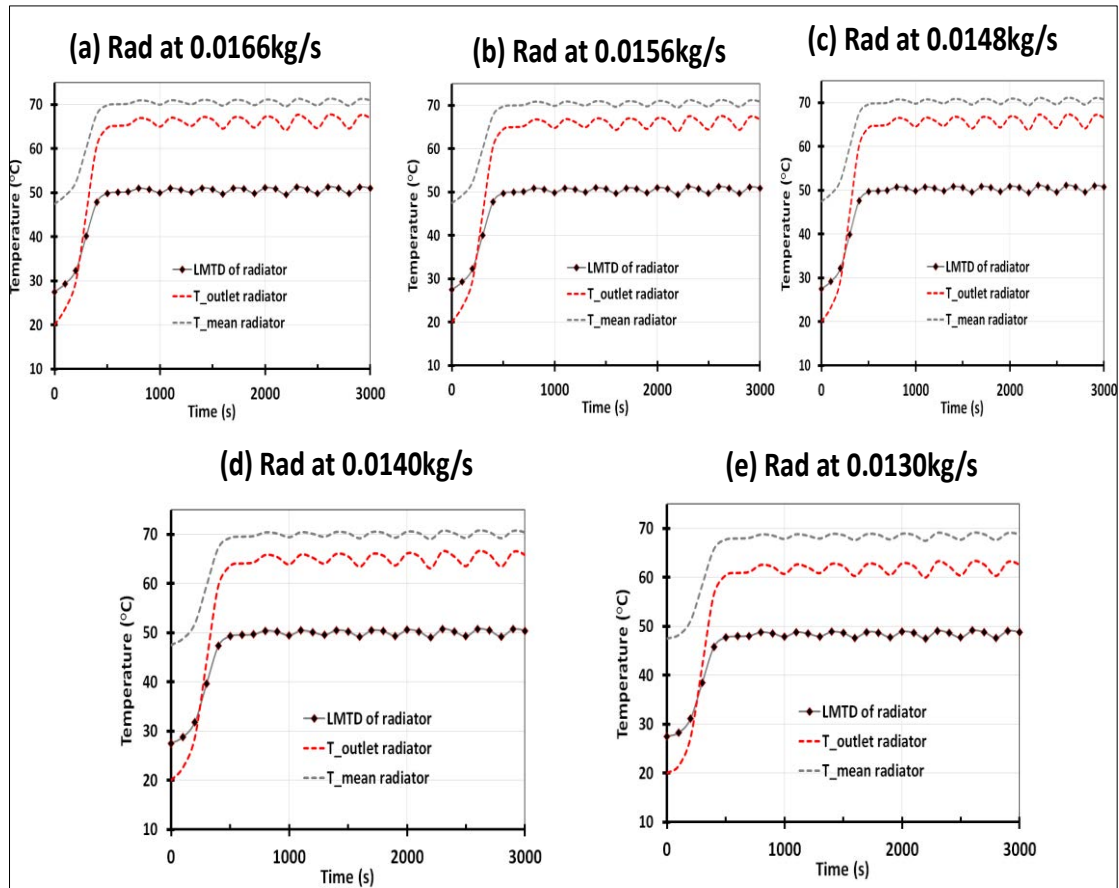 (a) Rad at 0.0166kg/s
70
60
50
40
30
20
10
Temperature (°C)
LMTD of radiator
T_outlet radiator
T_mean radiator
0
1000
2000
3000
Time (s)
(b) Rad at 0.0156kg/s
70
60
50
40
30
20
10
Temperature (°C)
LMTD of radiator
T_outlet radiator
T_mean radiator
0
1000
2000
3000
Time (s)
(c) Rad at 0.0148kg/s
70
60
50
40
30
20
10
Temperature (°C)
LMTD of radiator
T_outlet radiator
T_mean radiator
0
1000
2000
3000
Time (s)
(d) Rad at 0.0140kg/s
70
60
50
40
30
20
10
Temperature (°C)
LMTD of radiator
T_outlet radiator
T_mean radiator
0
1000
2000
3000
Time (s)
(e) Rad at 0.0130kg/s
70
60
50
40
30
20
10
Temperature (°C)
LMTD of radiator
T_outlet radiator
T_mean radiator
0
1000
2000
3000
Time (s)